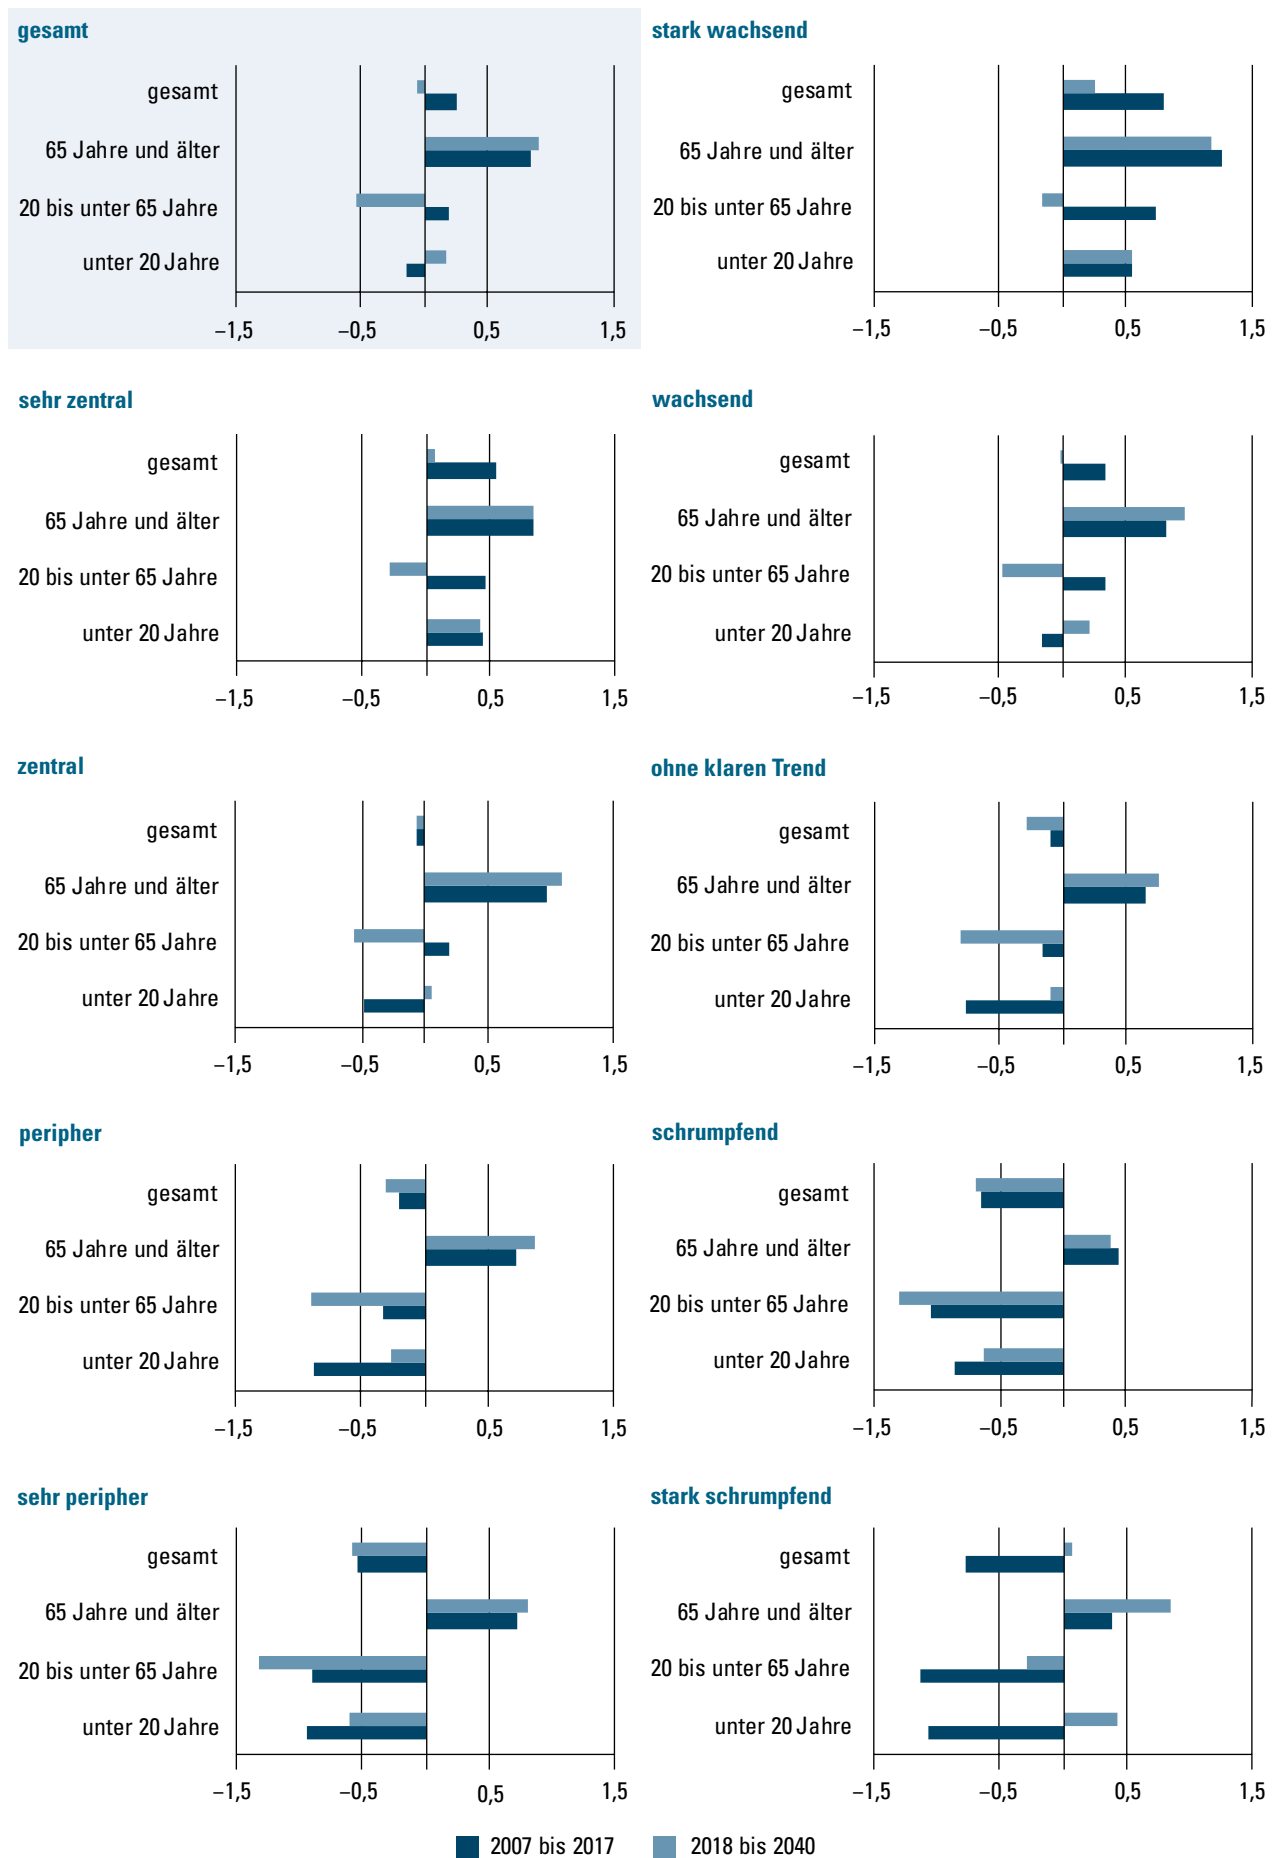 gesamt
gesamt
65 Jahre und älter
20 bis unter 65 Jahre
unter 20 Jahre
–1,5 –0,5 0,5 1,5
stark wachsend
gesamt
65 Jahre und älter
20 bis unter 65 Jahre
unter 20 Jahre
–1,5 –0,5 0,5 1,5
sehr zentral
gesamt
65 Jahre und älter
20 bis unter 65 Jahre
unter 20 Jahre
–1,5 –0,5 0,5 1,5
wachsend
gesamt
65 Jahre und älter
20 bis unter 65 Jahre
unter 20 Jahre
–1,5 –0,5 0,5 1,5
zentral
gesamt
65 Jahre und älter
20 bis unter 65 Jahre
unter 20 Jahre
–1,5 –0,5 0,5 1,5
ohne klaren Trend
gesamt
65 Jahre und älter
20 bis unter 65 Jahre
unter 20 Jahre
–1,5 –0,5 0,5 1,5
peripher
gesamt
65 Jahre und älter
20 bis unter 65 Jahre
unter 20 Jahre
–1,5 –0,5 0,5 1,5
schrumpfend
gesamt
65 Jahre und älter
20 bis unter 65 Jahre
unter 20 Jahre
–1,5 –0,5 0,5 1,5
sehr peripher
gesamt
65 Jahre und älter
20 bis unter 65 Jahre
unter 20 Jahre
–1,5 –0,5 0,5 1,5
stark schrumpfend
gesamt
65 Jahre und älter
20 bis unter 65 Jahre
unter 20 Jahre
–1,5 –0,5 0,5 1,5
2007 bis 2017 2018 bis 2040